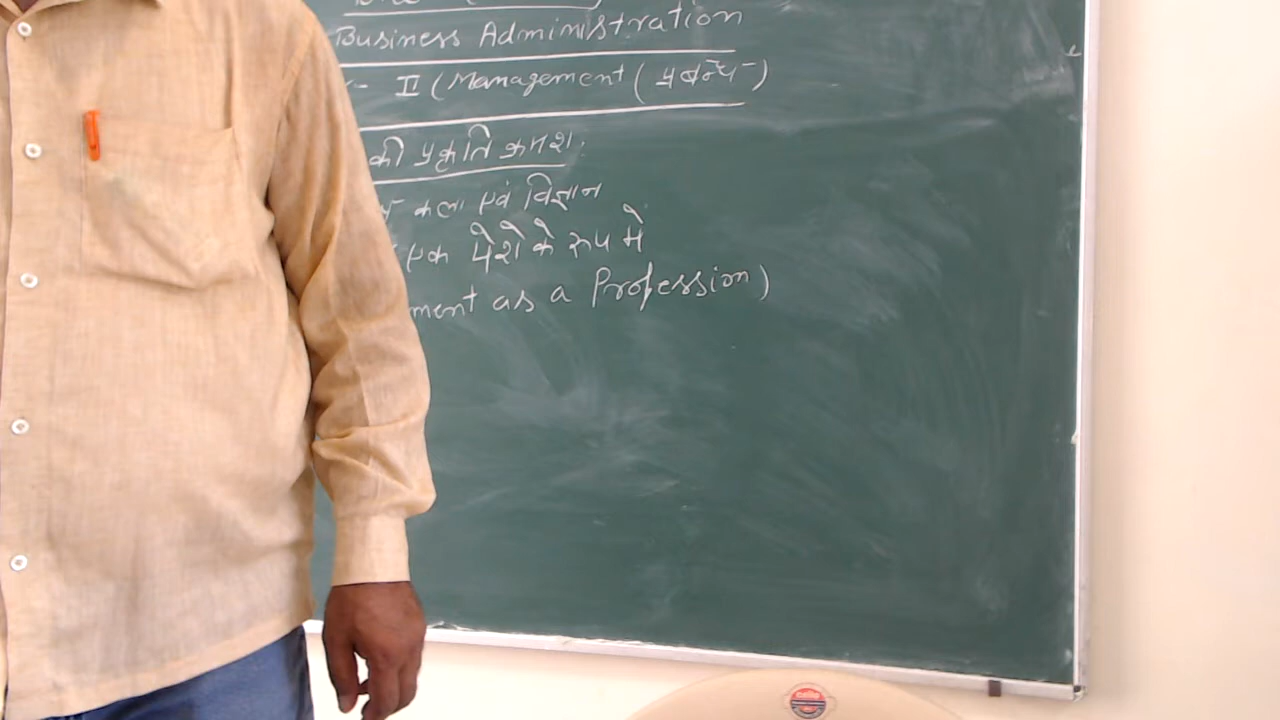 Business Administration
- II (Management (प्रबन्ध)
की प्रकृति क्रमश:
कला एवं विज्ञान
एक पेशे के रूप में
ment as a Profession)